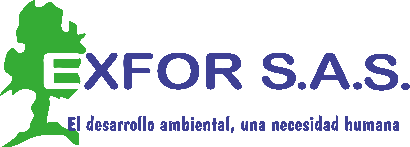 EXFOR S.A.S.
El desarrollo ambiental, una necesidad humana